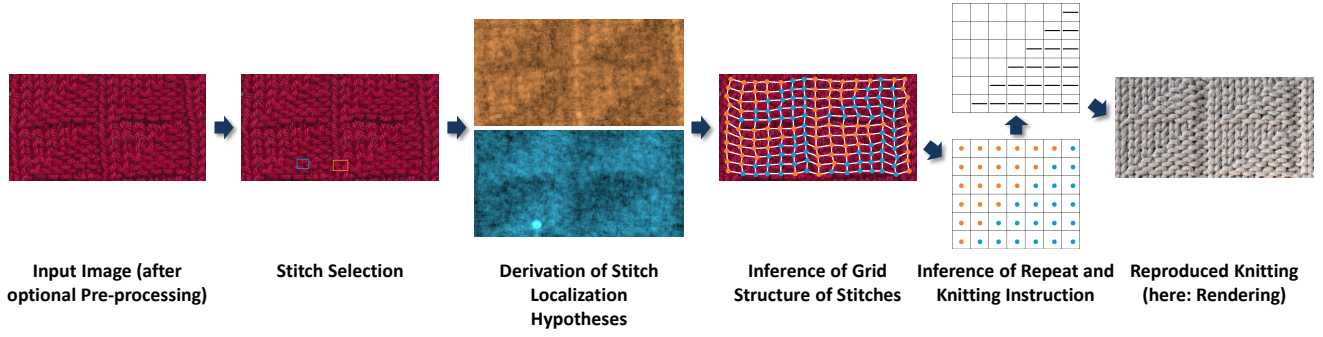 Input Image (after
optional Pre-processing)
Stitch Selection
Derivation of Stitch
Localization
Hypotheses
Inference of Grid
Structure of Stitches
Inference of Repeat and
Knitting Instruction
Reproduced Knitting
(here: Rendering)